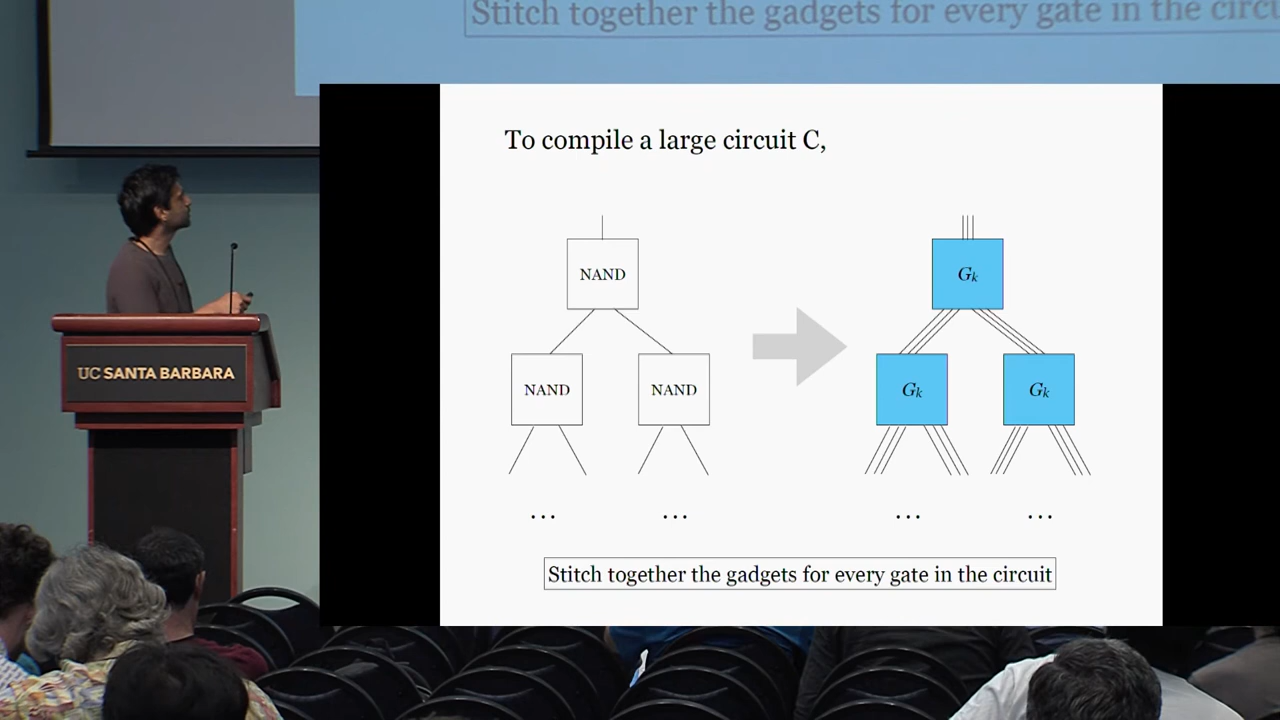 Stitch together the gadgets for every gate in the circu
To compile a large circuit C,
NAND
Gk
NAND NAND
Gk Gk
UC SANTA BARBARA
... ...
... ...
Stitch together the gadgets for every gate in the circuit